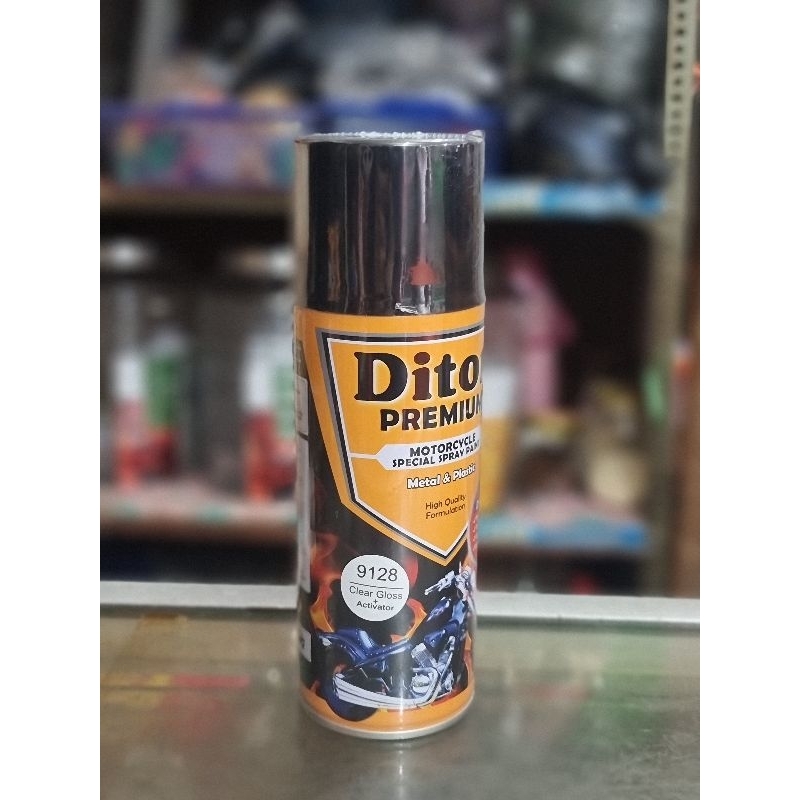 Dito
PREMIUM
MOTORCYCLE
SPECIAL SPRAY PAINT
Metal & Plastic
High Quality
Formulation
9128
Clear Gloss
+
Activator